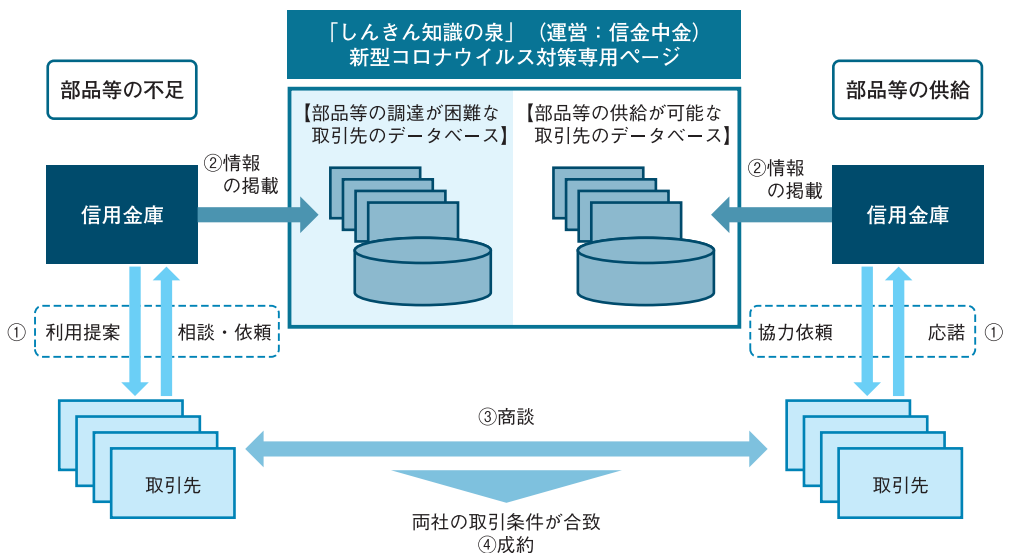 「しんきん知識の泉」（運営：信金中金）
新型コロナウイルス対策専用ページ
部品等の不足
部品等の供給
【部品等の調達が困難な
取引先のデータベース】
【部品等の供給が可能な
取引先のデータベース】
②情報
の掲載
②情報
の掲載
信用金庫
信用金庫
①
利用提案
相談・依頼
協力依頼
応諾
①
③商談
取引先
取引先
両社の取引条件が合致
④成約